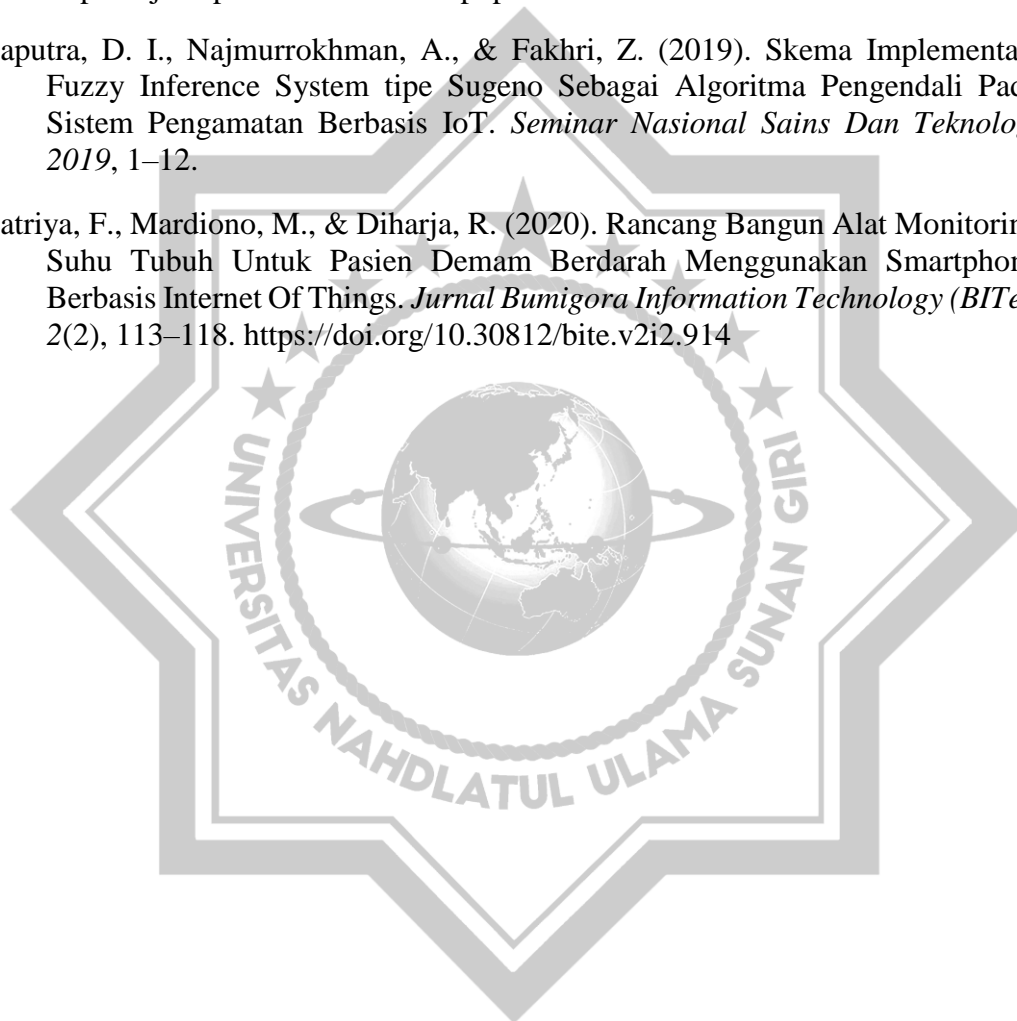 aputra, D. I., Najmurrokhman, A., & Fakhri, Z. (2019). Skema Implementa
Fuzzy Inference System tipe Sugeno Sebagai Algoritma Pengendali Pad
Sistem Pengamatan Berbasis IoT. Seminar Nasional Sains Dan Teknolog
2019, 1–12.
atriya, F., Mardiono, M., & Diharja, R. (2020). Rancang Bangun Alat Monitorin
Suhu Tubuh Untuk Pasien Demam Berdarah Menggunakan Smartphon
Berbasis Internet Of Things. Jurnal Bumigora Information Technology (BITe
2(2), 113–118. https://doi.org/10.30812/bite.v2i2.914
UNIVERSITAS NAHDLATUL ULAMA SUNAN GIRI